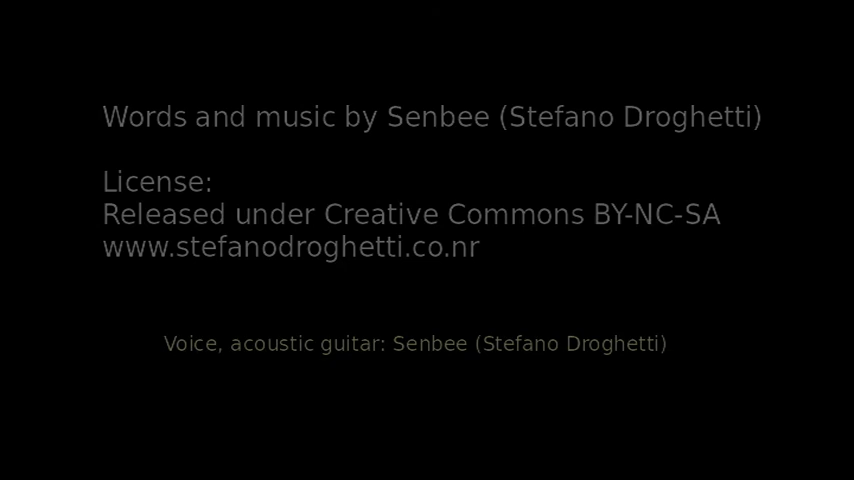 Words and music by Senbee (Stefano Droghetti)
License:
Released under Creative Commons BY-NC-SA
www.stefanodroghetti.co.nr
Voice, acoustic guitar: Senbee (Stefano Droghetti)